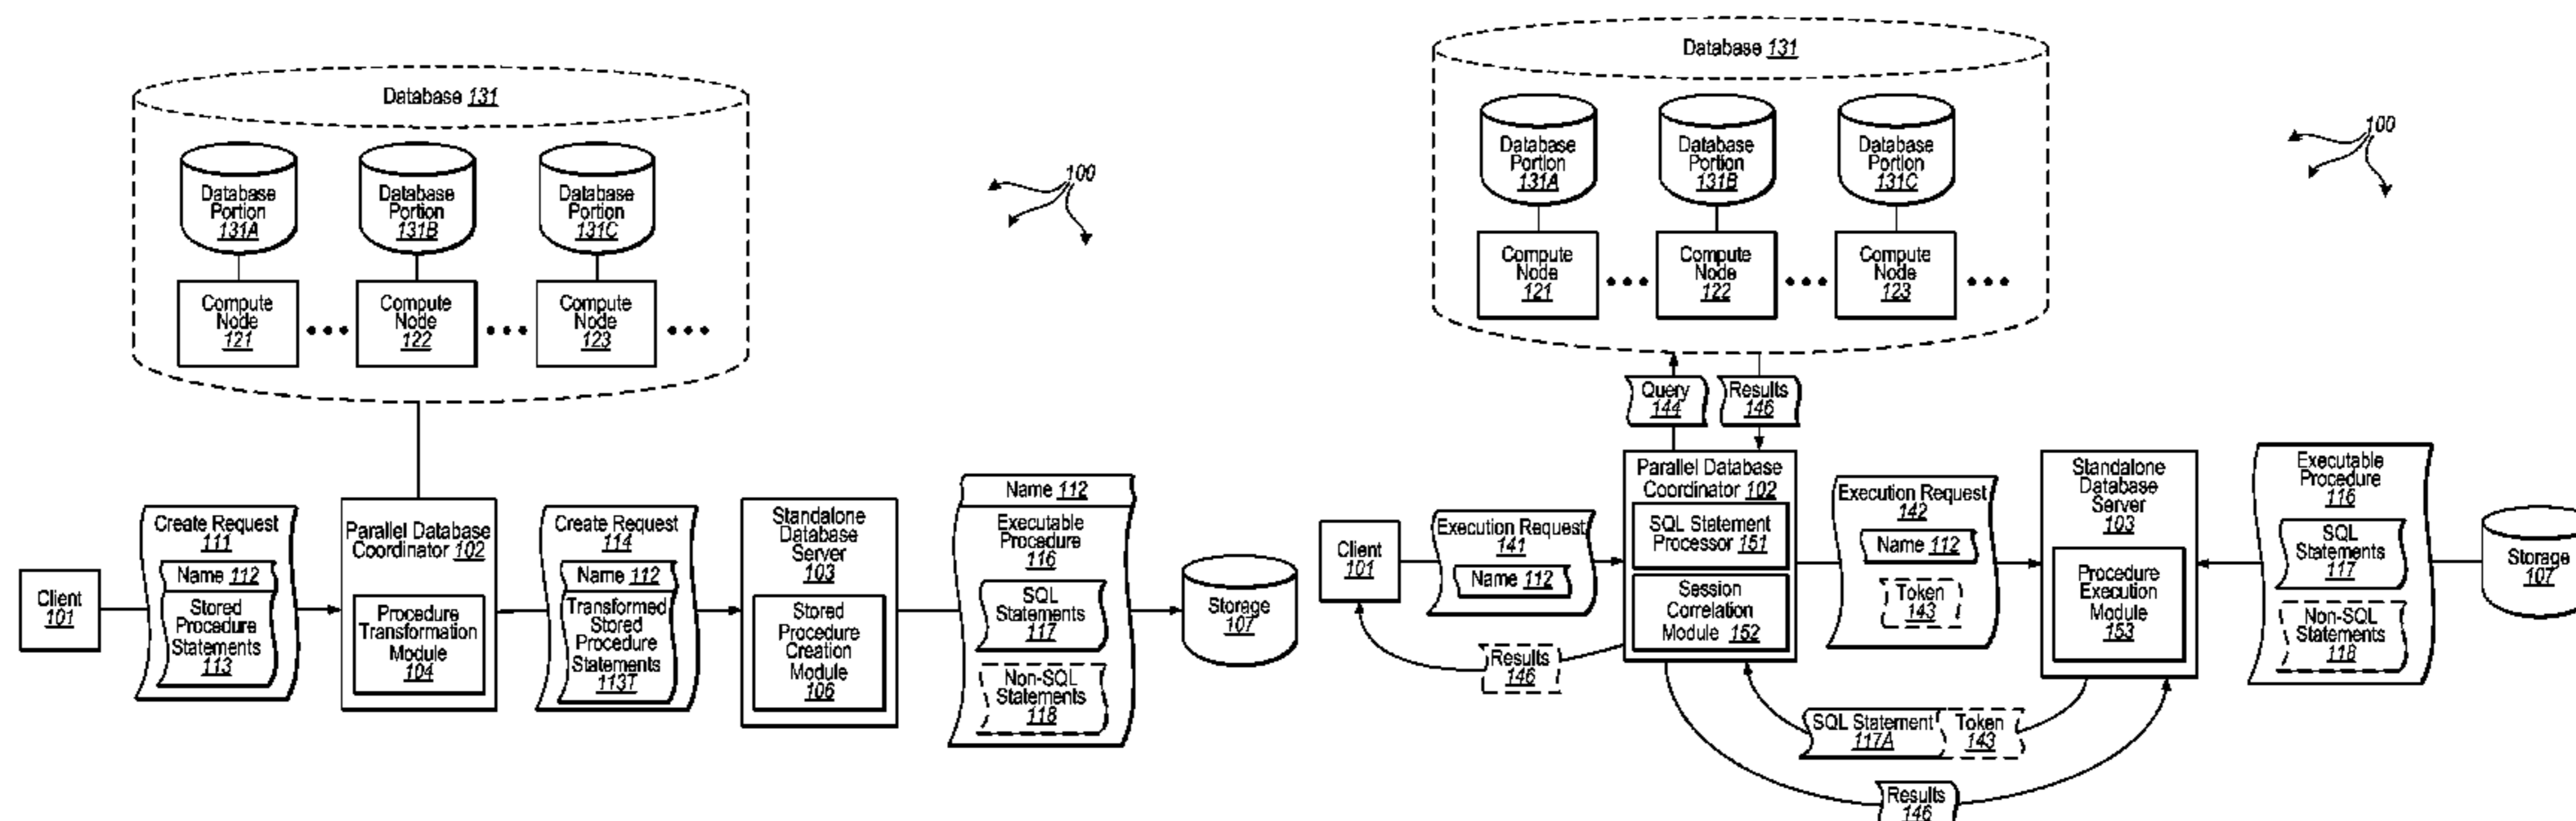 Database 131
Database
Portion
131A
Database
Portion
131B
Database
Portion
131C
Compute
Node
121
Compute
Node
122
Compute
Node
123
100
Create Request
111
Name 112
Stored
Procedure
Statements
113
Client
101
Parallel Database
Coordinator 102
Procedure
Transformation
Module
104
Create Request
114
Name 112
Transformed
Stored
Procedure
Statements
113T
Standalone
Database
Server
103
Stored
Procedure
Creation
Module
106
Name 112
Executable
Procedure
116
SQL
Statements
117
Non-SQL
Statements
118
Storage
107
Database 131
Database
Portion
131A
Database
Portion
131B
Database
Portion
131C
Compute
Node
121
Compute
Node
122
Compute
Node
123
100
Query
144
Results
146
Client
101
Execution Request
141
Name 112
Parallel Database
Coordinator 102
SQL Statement
Processor 151
Session
Correlation
Module 152
Execution Request
142
Name 112
Token
143
Standalone
Database
Server
103
Procedure
Execution
Module
153
Executable
Procedure
116
SQL
Statements
117
Non-SQL
Statements
118
Storage
107
Results
146
SQL Statement
117A
Token
143
Results
146